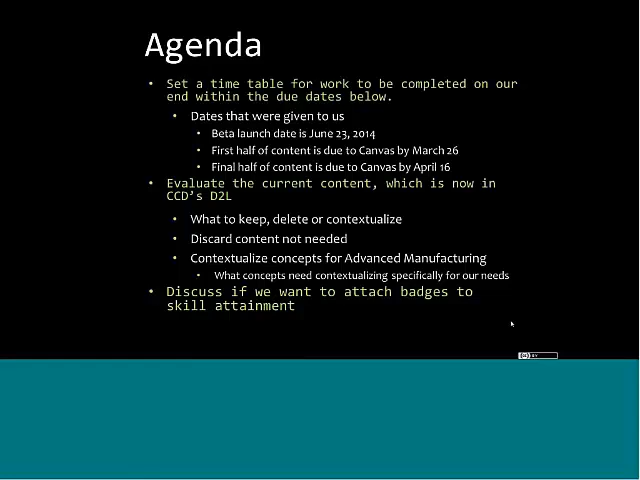 Agenda
• Set a time table for work to be completed on our
end within the due dates below.
• Dates that were given to us
• Beta launch date is June 23, 2014
• First half of content is due to Canvas by March 26
• Final half of content is due to Canvas by April 16
• Evaluate the current content, which is now in
CCD's D2L
• What to keep, delete or contextualize
• Discard content not needed
• Contextualize concepts for Advanced Manufacturing
• What concepts need contextualizing specifically for our needs
• Discuss if we want to attach badges to
skill attainment